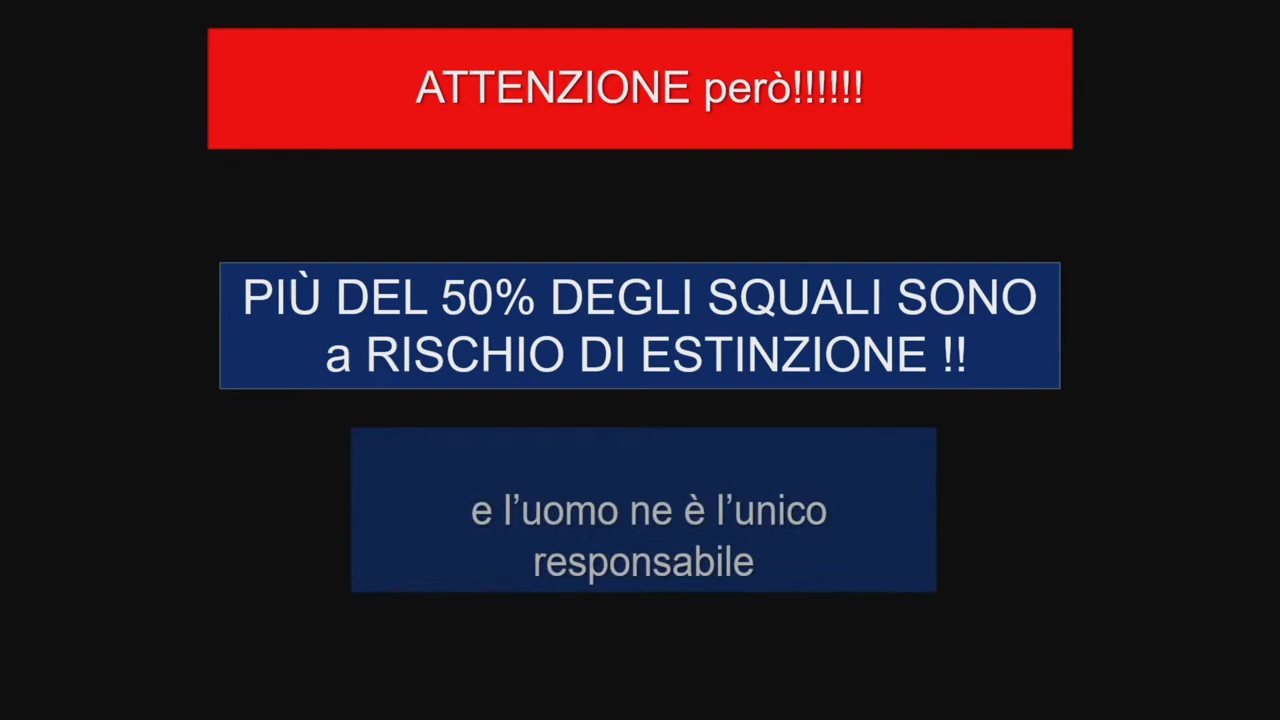 ATTENZIONE però!!!!!!
PIÙ DEL 50% DEGLI SQUALI SONO
a RISCHIO DI ESTINZIONE !!
e l’uomo ne è l’unico
responsabile